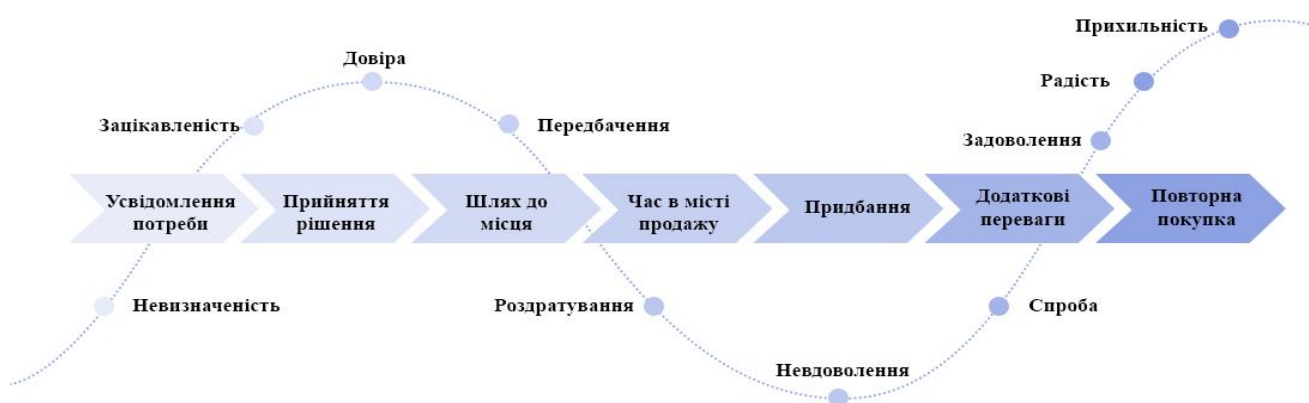 Прихильність
Довіра
Радість
Зацікавленість
Передбачення
Задоволення
Усвідомлення
потреби
Прийняття
рішення
Шлях до
місця
Час в місті
продажу
Придбання
Додаткові
переваги
Повторна
покупка
Невизначеність
Роздратування
Спроба
Невдоволення